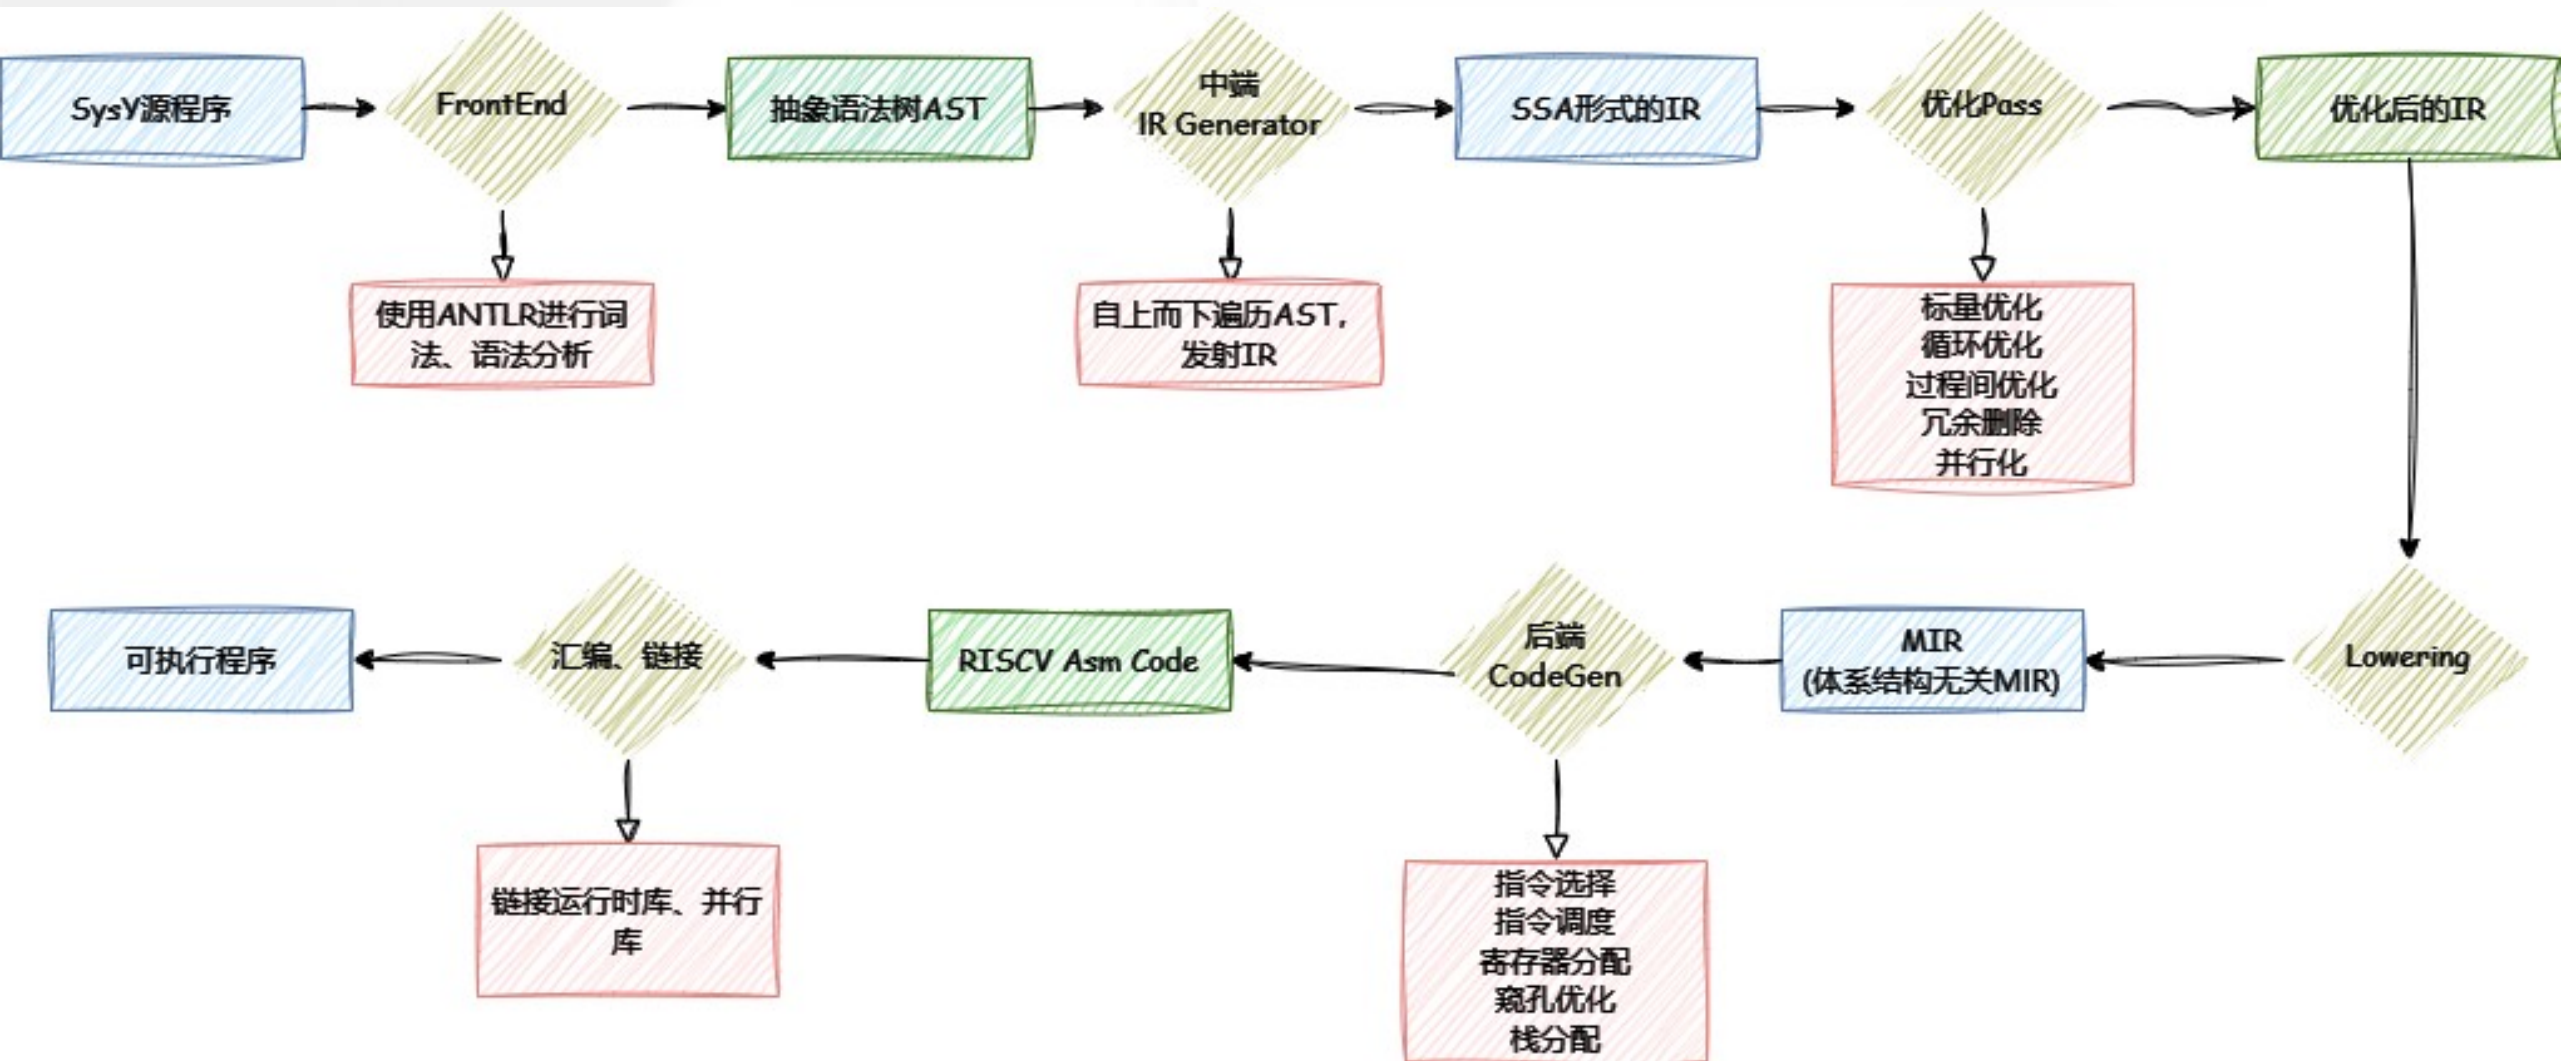 SysY源程序
FrontEnd
抽象语法树AST
中端
IR Generator
SSA形式的IR
优化Pass
优化后的IR
使用ANTLR进行词
法、语法分析
自上而下遍历AST,
发射IR
标量优化
循环优化
过程间优化
冗余删除
并行化
Lowering
MIR
(体系结构无关MIR)
后端
CodeGen
RISCV Asm Code
汇编、链接
可执行程序
指令选择
指令调度
寄存器分配
窥孔优化
栈分配
链接运行时库、并行
库